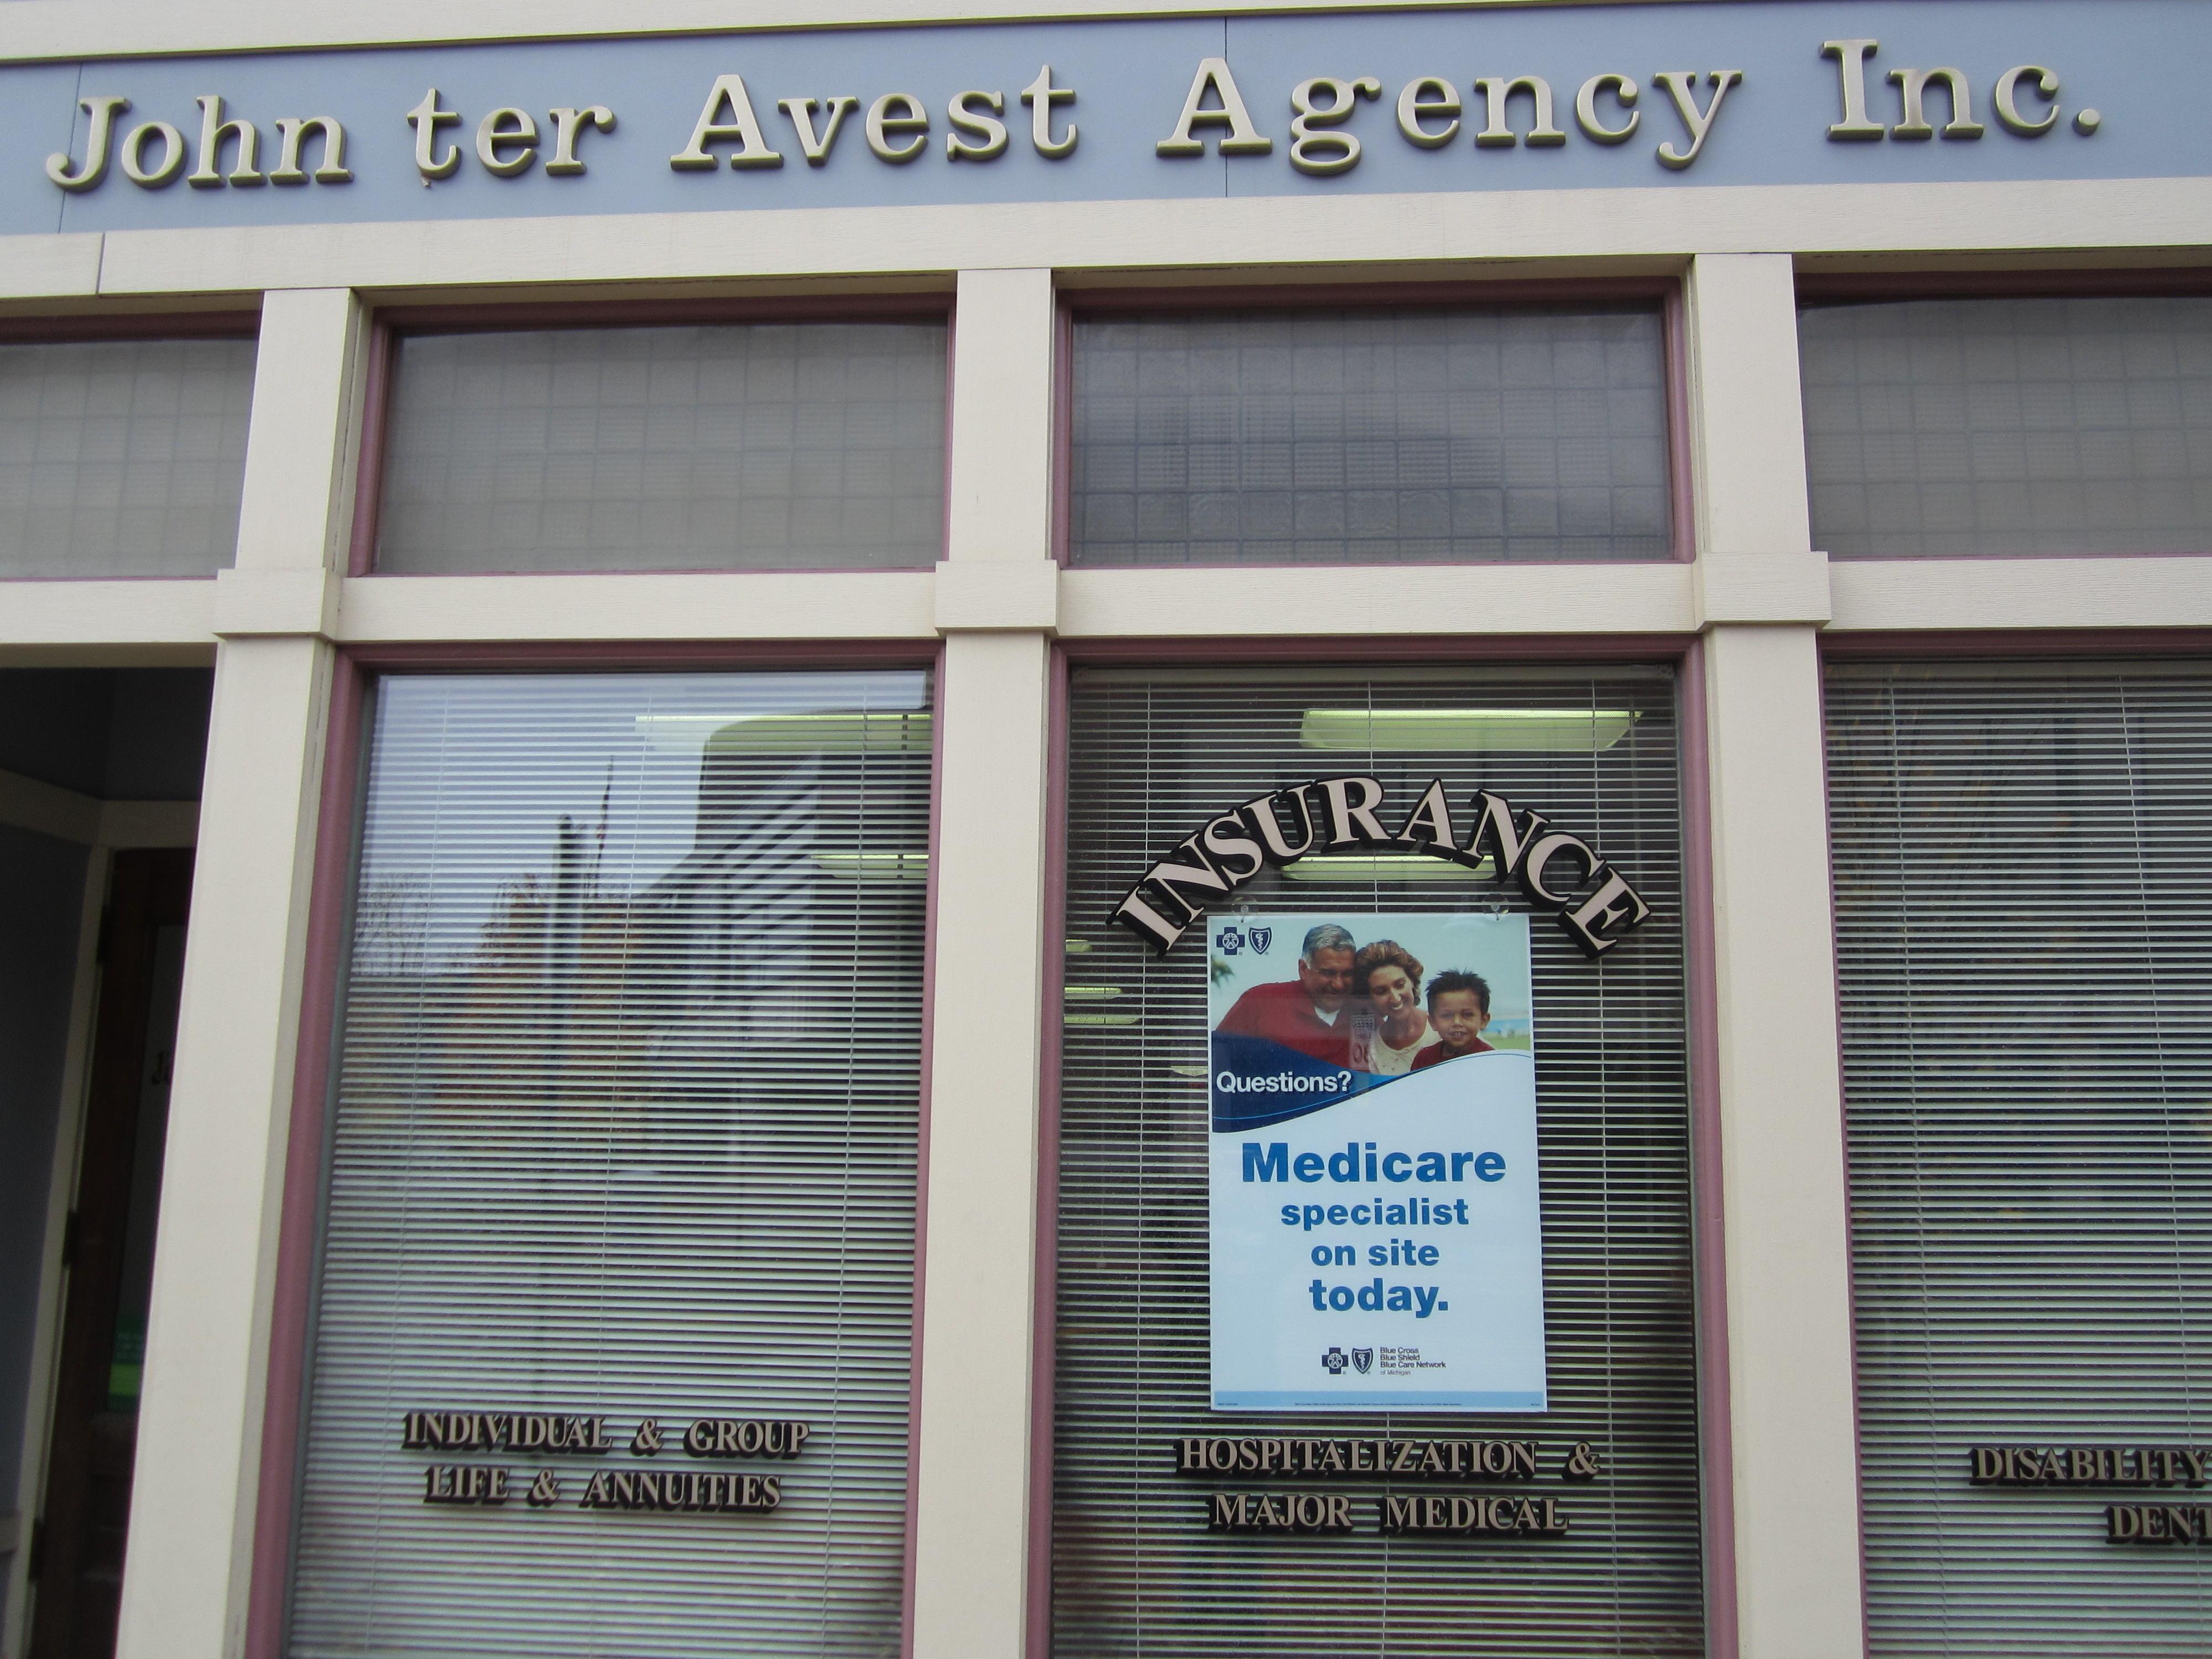 John ter Avest Agency Inc.
INSURANCE
Questions?
Medicare
specialist
on site
today.
Blue Cross
Blue Shield
Blue Care Network
of Michigan
INDIVIDUAL & GROUP
LIFE & ANNUITIES
HOSPITALIZATION &
MAJOR MEDICAL
DISABILITY